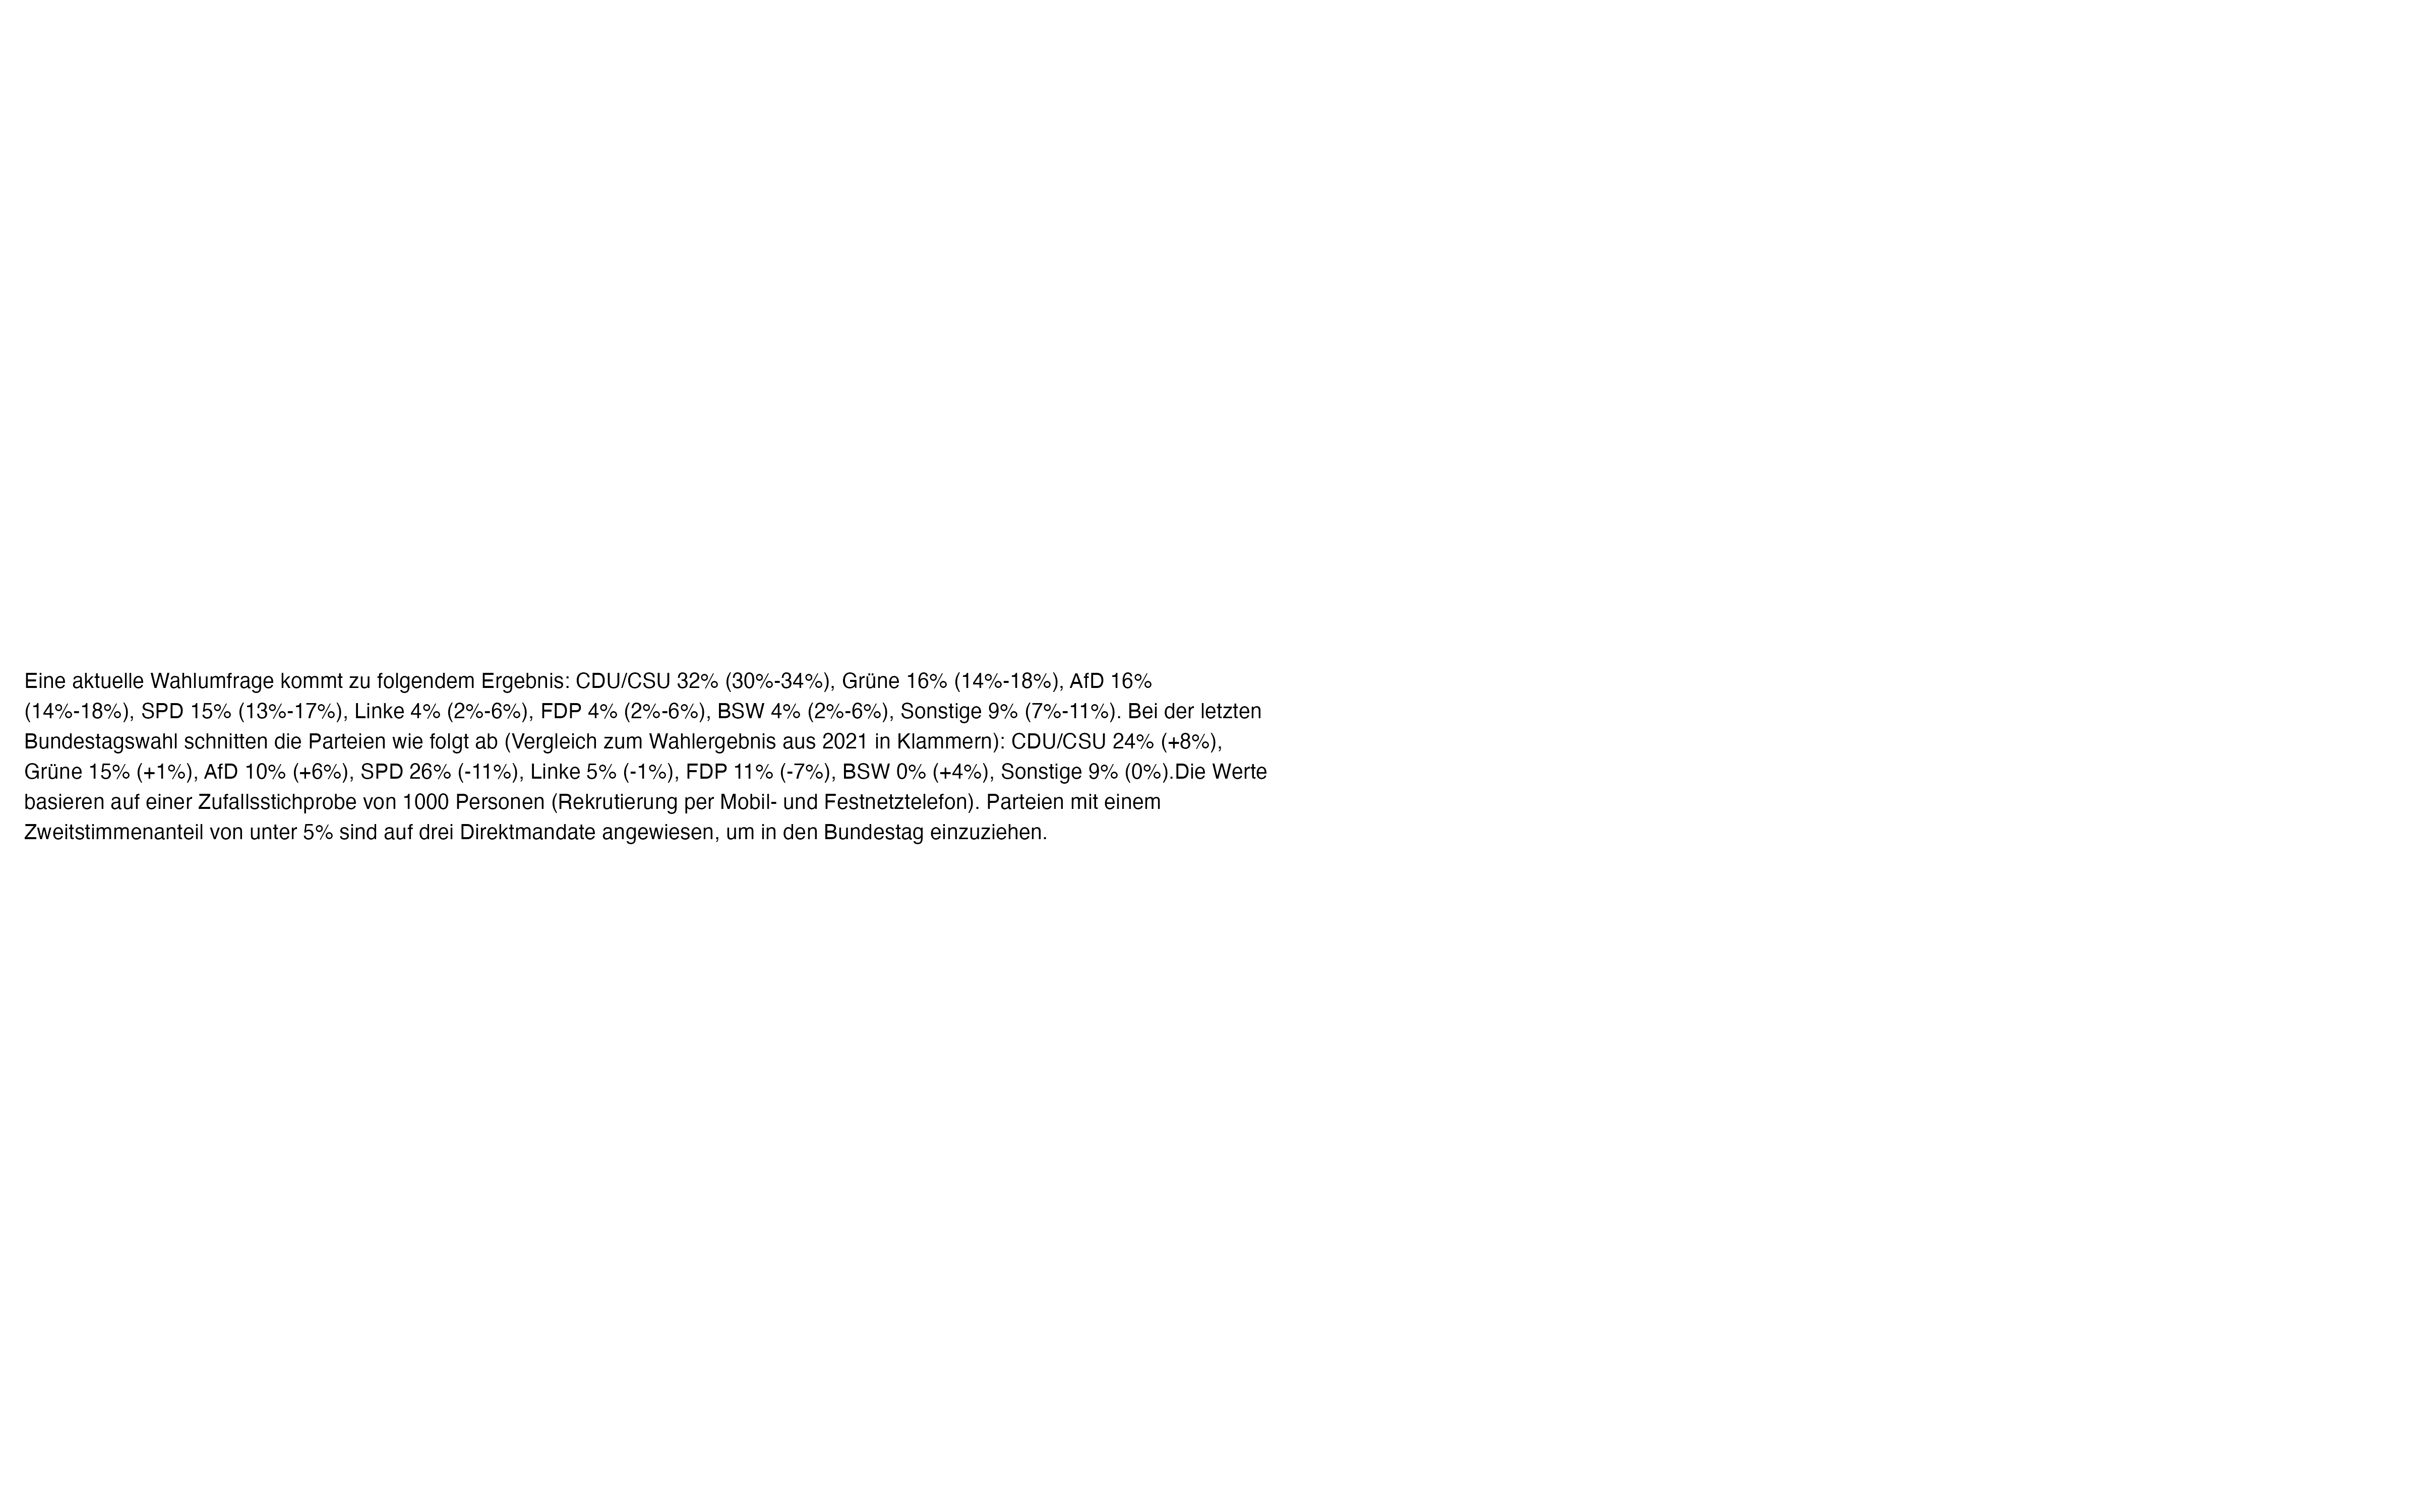 Eine aktuelle Wahlumfrage kommt zu folgendem Ergebnis: CDU/CSU 32% (30%-34%), Grüne 16% (14%-18%), AfD 16%
(14%-18%), SPD 15% (13%-17%), Linke 4% (2%-6%), FDP 4% (2%-6%), BSW 4% (2%-6%), Sonstige 9% (7%-11%). Bei der letzten
Bundestagswahl schnitten die Parteien wie folgt ab (Vergleich zum Wahlergebnis aus 2021 in Klammern): CDU/CSU 24% (+8%),
Grüne 15% (+1%), AfD 10% (+6%), SPD 26% (-11%), Linke 5% (-1%), FDP 11% (-7%), BSW 0% (+4%), Sonstige 9% (0%).Die Werte
basieren auf einer Zufallsstichprobe von 1000 Personen (Rekrutierung per Mobil- und Festnetztelefon). Parteien mit einem
Zweitstimmenanteil von unter 5% sind auf drei Direktmandate angewiesen, um in den Bundestag einzuziehen.